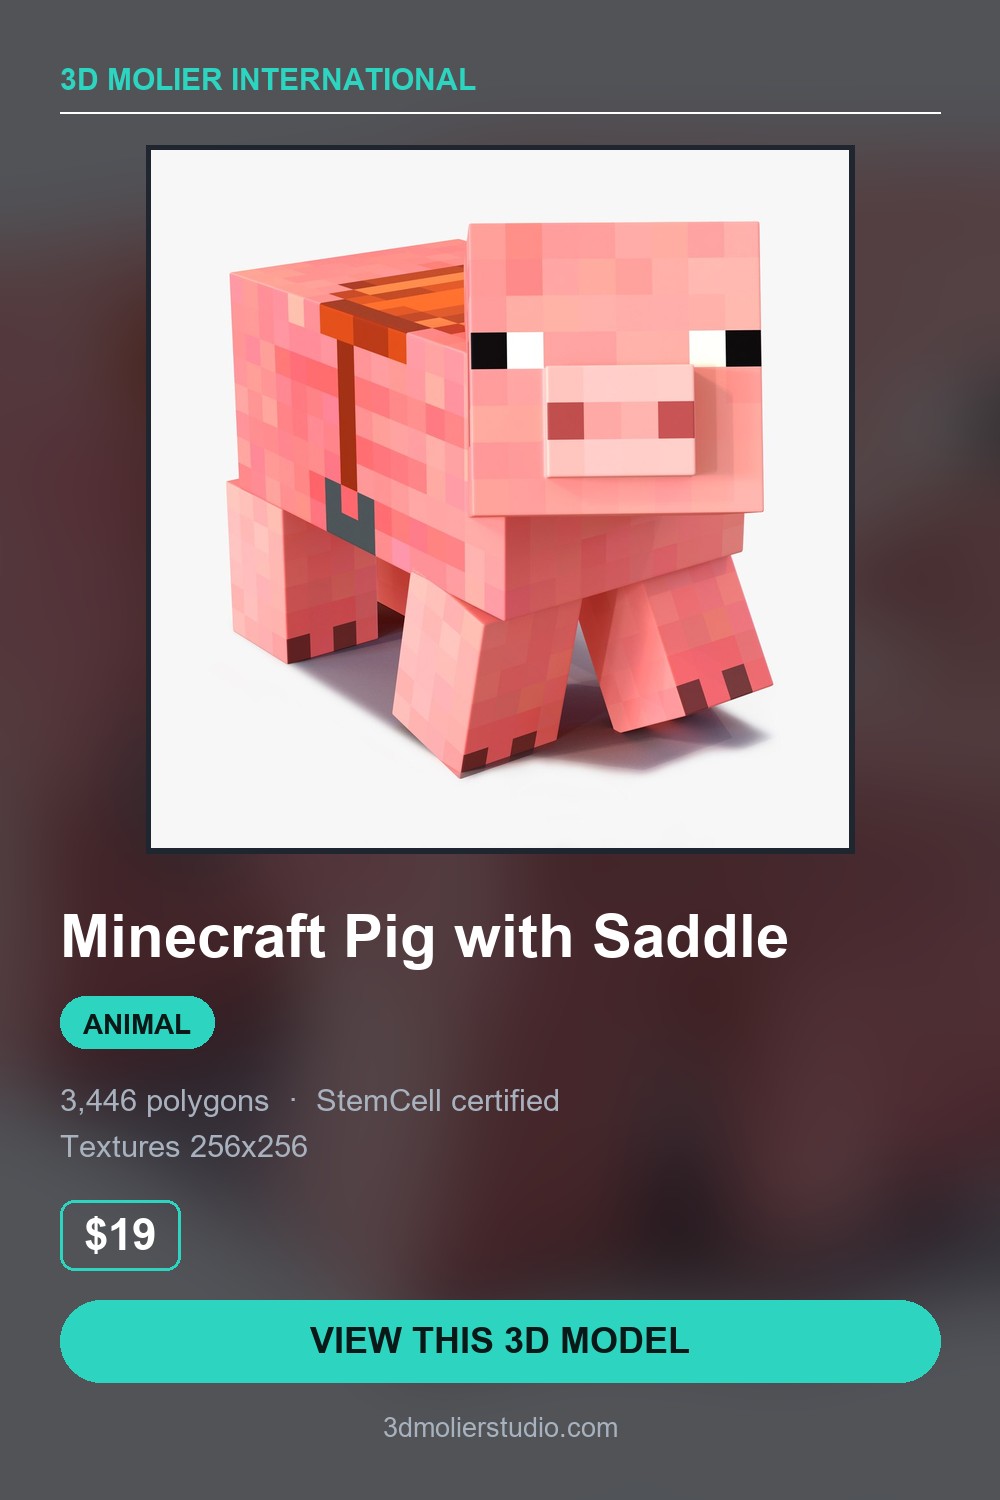 3D MOLIER INTERNATIONAL
Minecraft Pig with Saddle
ANIMAL
3,446 polygons · StemCell certified
Textures 256x256
$19
VIEW THIS 3D MODEL
3dmolierstudio.com